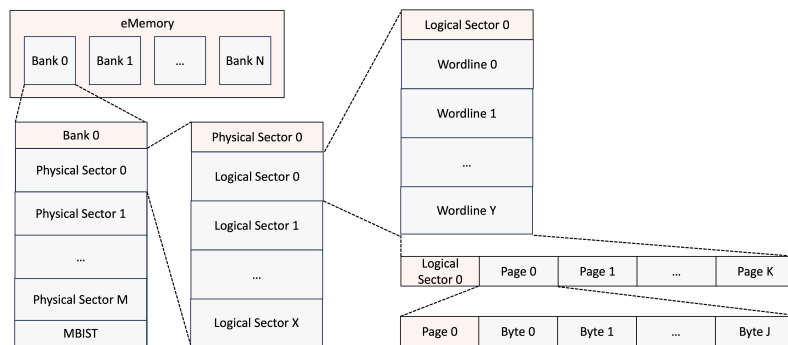 eMemory
Bank 0
Bank 1
...
Bank N
Bank 0
Physical Sector 0
Physical Sector 1
...
Physical Sector M
MBIST
Physical Sector 0
Logical Sector 0
Logical Sector 1
...
Logical Sector X
Logical Sector 0
Wordline 0
Wordline 1
...
Wordline Y
Logical
Sector 0
Page 0
Page 1
...
Page K
Page 0
Byte 0
Byte 1
...
Byte J